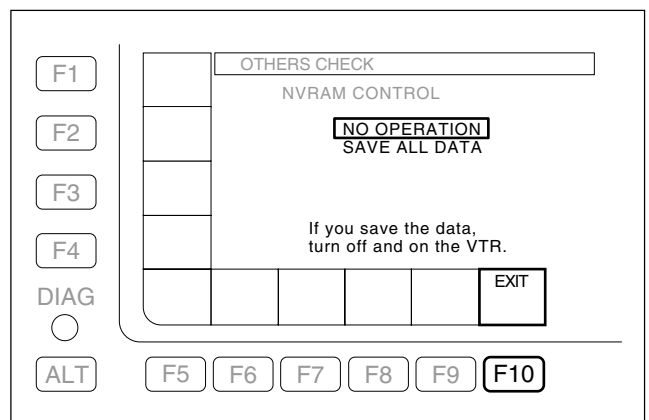 OTHERS CHECK
NVRAM CONTROL
NO OPERATION
SAVE ALL DATA
If you save the data,
turn off and on the VTR.
EXIT
F1
F2
F3
F4
DIAG
ALT
F5 F6 F7 F8 F9 F10